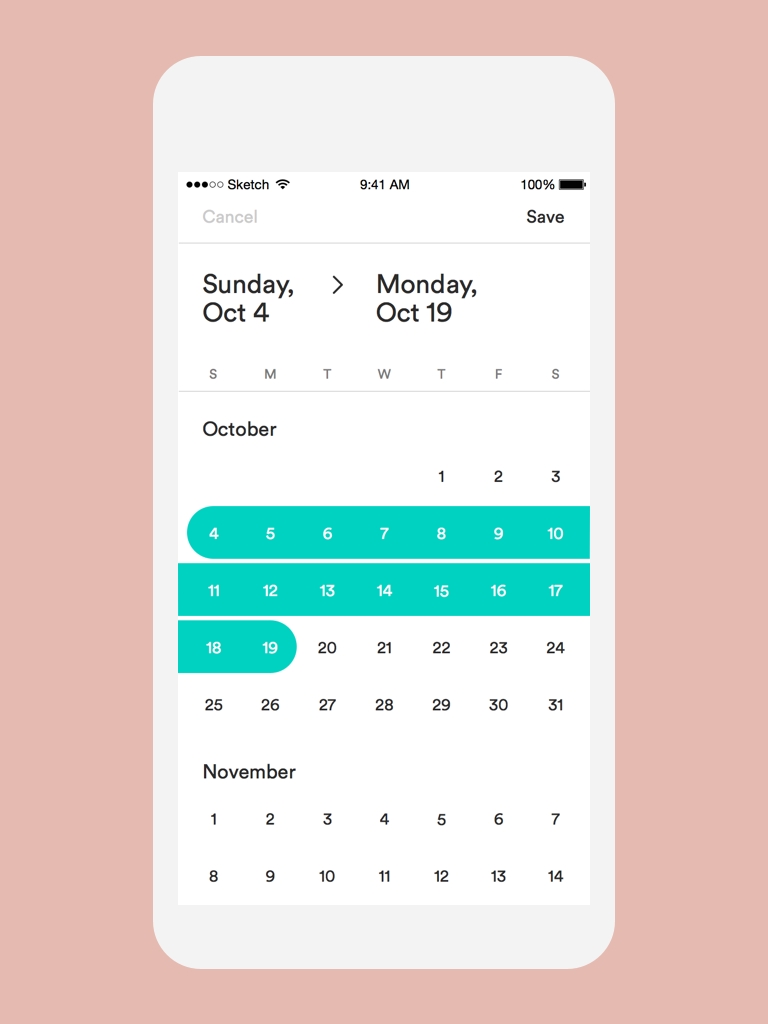 Sketch 9:41 AM 100%
Cancel Save
Sunday, Monday,
Oct 4 > Oct 19
S M T W T F S
October
1 2 3
4 5 6 7 8 9 10
11 12 13 14 15 16 17
18 19 20 21 22 23 24
25 26 27 28 29 30 31
November
1 2 3 4 5 6 7
8 9 10 11 12 13 14